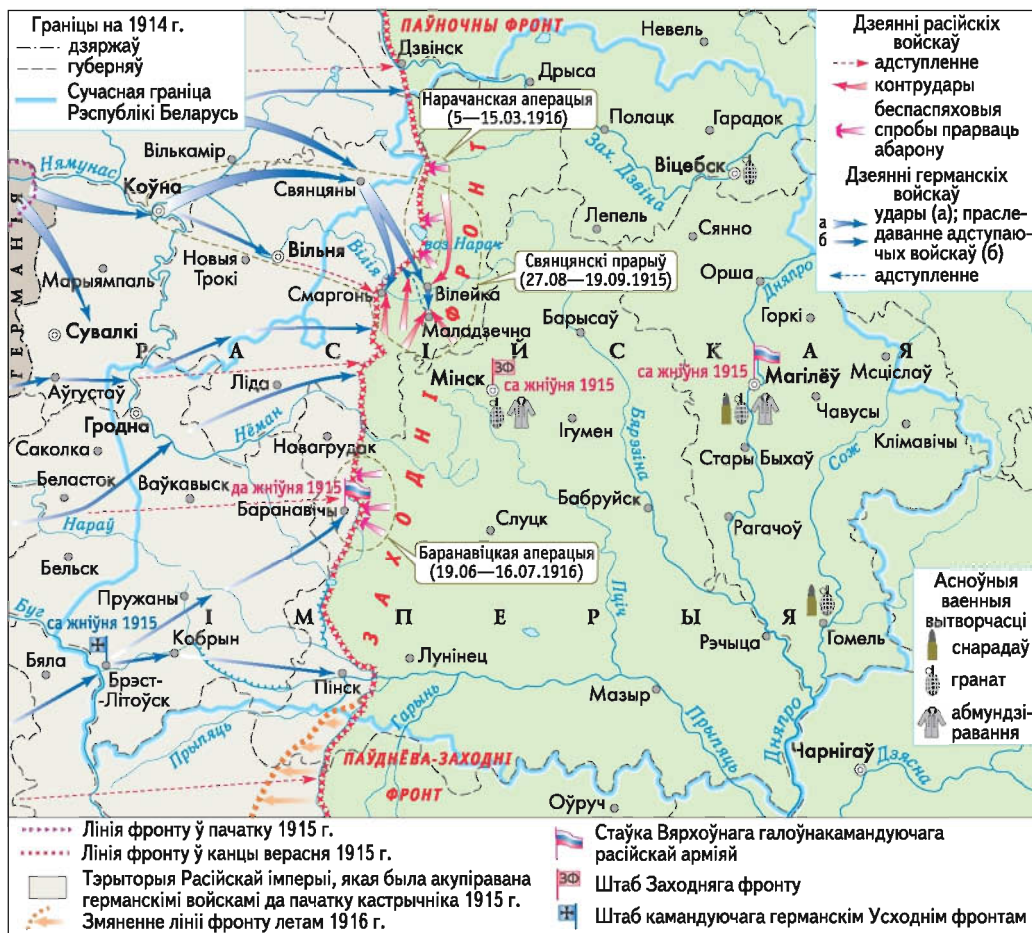 Граніцы на 1914 г.
дзяржаў
губерняў
Сучасная граніца
Рэспублікі Беларусь
ПАЎНОЧНЫ ФРОНТ
Невель
Дзвінск
Дрыса
Нарачанская аперацыя
(5—15.03.1916)
Полацк
Гарадок
Зах. Дзвіна
Віцебск
Дзеянні расійскіх
войскаў
адступленне
контрудары
беспаспяховыя
спробы прарваць
абарону
Дзеянні германскіх
войскаў
а
б
удары (а); прасле-
даванне адступаю-
чых войскаў (б)
адступленне
Вількамір
Нямунас
Коўна
Свянцяны
Лепель
Сянно
ГЕРМАНІЯ
Марыямпаль
Новыя
Трокі
Вільня
Вілія
воз. Нарач
Свянцянскі прарыў
(27.08—19.09.1915)
Орша
Дняпро
Смаргонь
Вілейка
Маладзечна
Барысаў
Горкі
Сувалкі
РАСІЙСКАЯ
ЗФ
Мінск
са жніўня 1915
са жніўня 1915
Магілёў
Мсціслаў
Аўгустаў
Ліда
Чавусы
Гродна
Нёман
Ігумен
Бярэзіна
Клімавічы
Саколка
Навагрудак
Стары Быхаў
Сож
Беласток
Ваўкавыск
да жніўня 1915
Баранавічы
Нараў
Слуцк
Бабруйск
Рагачоў
ЗАХОДНІ ФРОНТ
Бельск
Баранавіцкая аперацыя
(19.06—16.07.1916)
Пціч
Пружаны
ІМПЕРЫЯ
Буг
са жніўня 1915
Кобрын
Рэчыца
Гомель
Бяла
Брэст
-Літоўск
Пінск
Лунінец
Мазыр
Гарынь
Прыпяць
Прыпяць
Дняпро
Чарнігаў
Дзясна
ПАЎДНЁВА-ЗАХОДНІ
ФРОНТ
Оўруч
Асноўныя
ваенныя
вытворчасці
снарадаў
гранат
абмундзі-
равання
Лінія фронту ў пачатку 1915 г.
Лінія фронту ў канцы верасня 1915 г.
Тэрыторыя Расійскай імперыі, якая была акупіравана
германскімі войскамі да пачатку кастрычніка 1915 г.
Змяненне лініі фронту летам 1916 г.
Стаўка Вярхоўнага галоўнакамандуючага
расійскай арміяй
ЗФ
Штаб Заходняга фронту
Штаб камандуючага германскім Усходнім фронтам